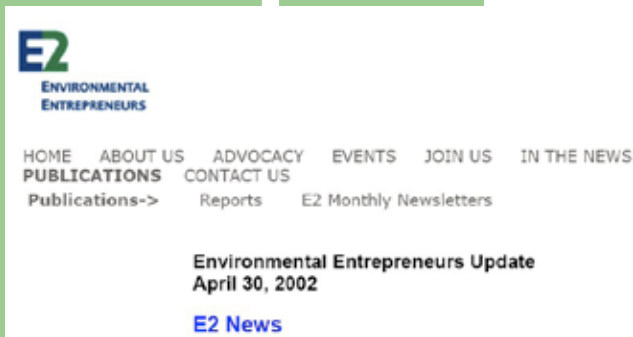 E2
ENVIRONMENTAL
ENTREPRENEURS
HOME ABOUT US ADVOCACY EVENTS JOIN US IN THE NEWS
PUBLICATIONS CONTACT US
Publications-> Reports E2 Monthly Newsletters
Environmental Entrepreneurs Update
April 30, 2002
E2 News